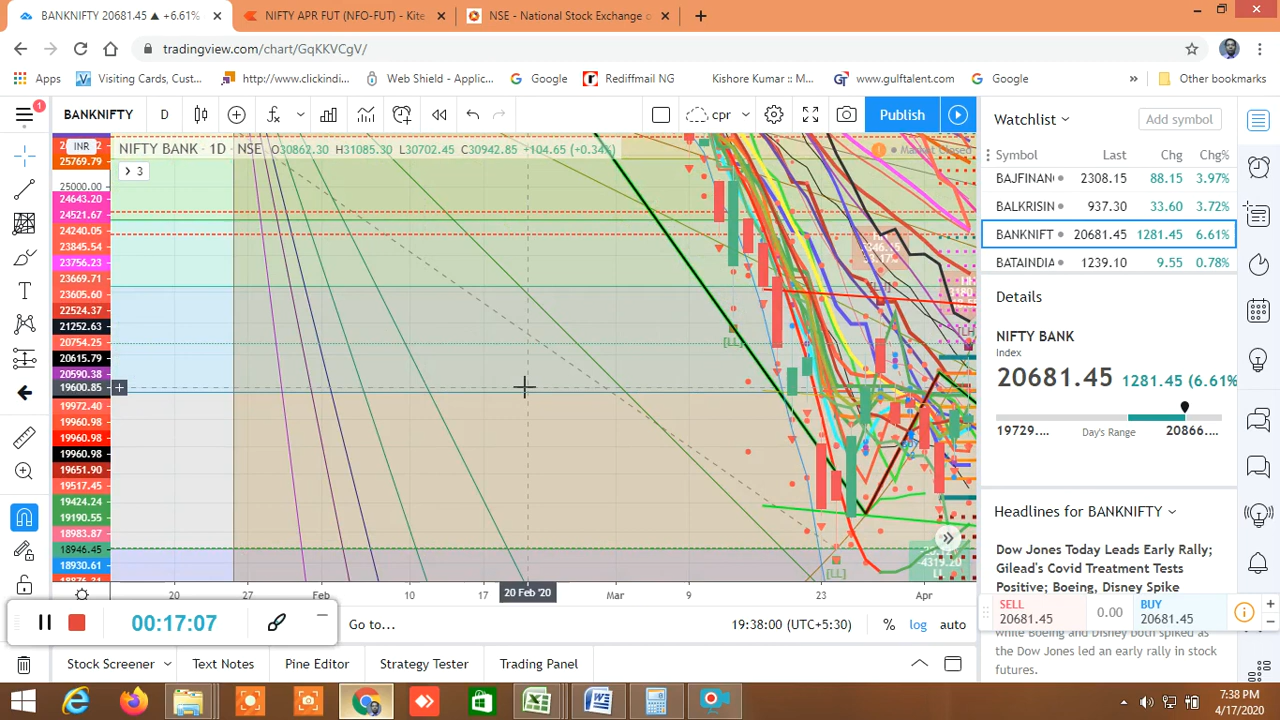 BANKNIFTY 20681.45 ▲ +6.61% ×
NIFTY APR FUT (NFO-FUT) - Kite ×
NSE - National Stock Exchange o ×
tradingview.com/chart/GqKKVCgV/
Apps
Visiting Cards, Cust...
http://www.clickindi...
Web Shield - Applic...
Google
Rediffmail NG
Kishore Kumar :: M...
www.gulftalent.com
Google
»
Other bookmarks
1
BANKNIFTY
D
cpr
Publish
Watchlist
Add symbol
INR
NIFTY BANK · 1D · NSE O30862.30 H31085.30 L30702.45 C30942.85 +104.65 (+0.34%)
Market Closed
3
Symbol Last Chg Chg%
BAJFINAN 2308.15 88.15 3.97%
BALKRISIN 937.30 33.60 3.72%
BANKNIFT 20681.45 1281.45 6.61%
BATAINDIA 1239.10 9.55 0.78%
25769.79
25000.00
24643.20
24521.67
24240.05
23845.54
23756.23
23669.71
23605.60
22524.37
21252.63
20754.25
20615.79
20590.38
19600.85
19972.40
19960.98
19960.98
19960.98
19651.90
19517.45
19424.24
19190.55
18983.87
18946.45
18930.61
[LL]
[LL]
-4319.20
LL
Details
NIFTY BANK
Index
20681.45 1281.45 (6.61%
19729.... Day's Range 20866....
Headlines for BANKNIFTY
Dow Jones Today Leads Early Rally;
Gilead's Covid Treatment Tests
Positive; Boeing, Disney Spike
while Boeing and Disney both spiked as
the Dow Jones led an early rally in stock
futures.
SELL
20681.45
0.00
BUY
20681.45
20 Feb 10 17 20 Feb '20 Mar 9 23 Apr
00:17:07
Go to...
19:38:00 (UTC+5:30)
% log auto
Stock Screener
Text Notes
Pine Editor
Strategy Tester
Trading Panel
7:38 PM
4/17/2020